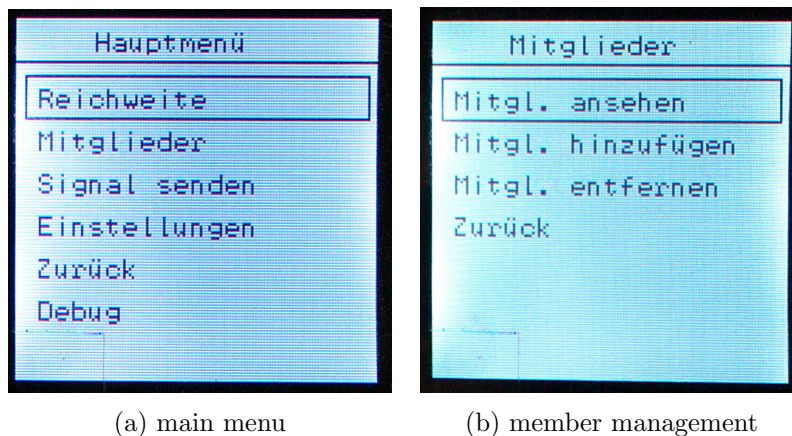 Hauptmenü
Reichweite
Mitglieder
Signal senden
Einstellungen
Zurück
Debug
(a) main menu
Mitglieder
Mitgl. ansehen
Mitgl. hinzufügen
Mitgl. entfernen
Zurück
(b) member management